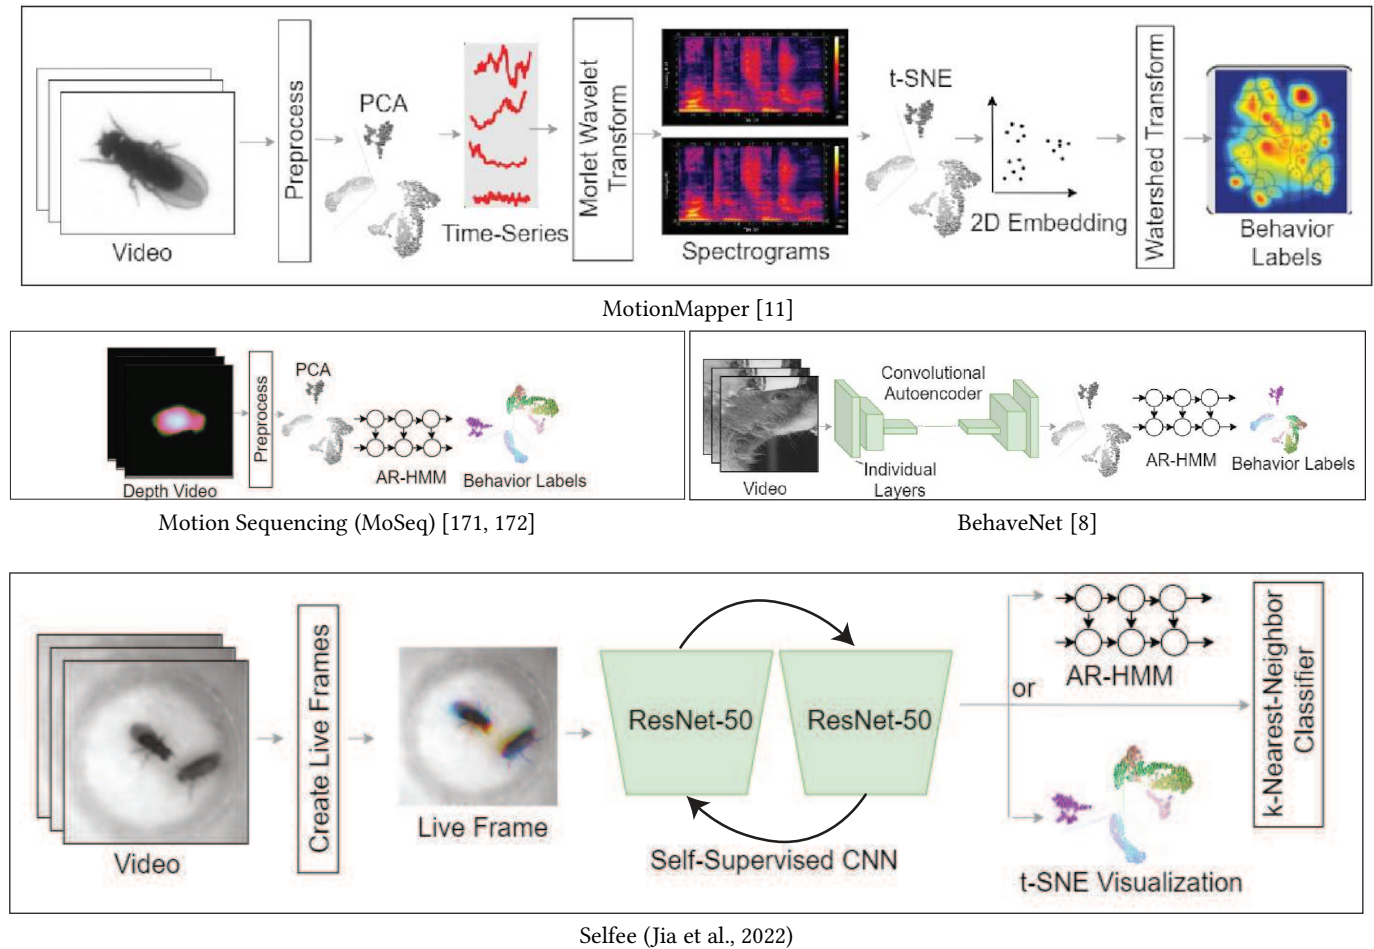 Video
Preprocess
PCA
Time-Series
Morlet Wavelet
Transform
Spectrograms
t-SNE
2D Embedding
Watershed Transform
Behavior
Labels
MotionMapper [11]
Depth Video
Preprocess
PCA
AR-HMM
Behavior Labels
Motion Sequencing (MoSeq) [171, 172]
Video
Convolutional
Autoencoder
Individual
Layers
AR-HMM
Behavior Labels
BehaveNet [8]
Video
Create Live Frames
Live Frame
ResNet-50
ResNet-50
Self-Supervised CNN
or
AR-HMM
t-SNE Visualization
k-Nearest-Neighbor
Classifier
Selfee (Jia et al., 2022)